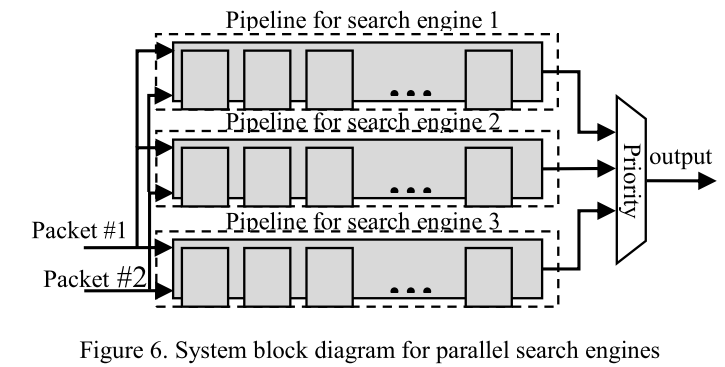 Pipeline for search engine 1
Pipeline for search engine 2
Priority
output
Pipeline for search engine 3
Packet #1
Packet #2
Figure 6. System block diagram for parallel search engines